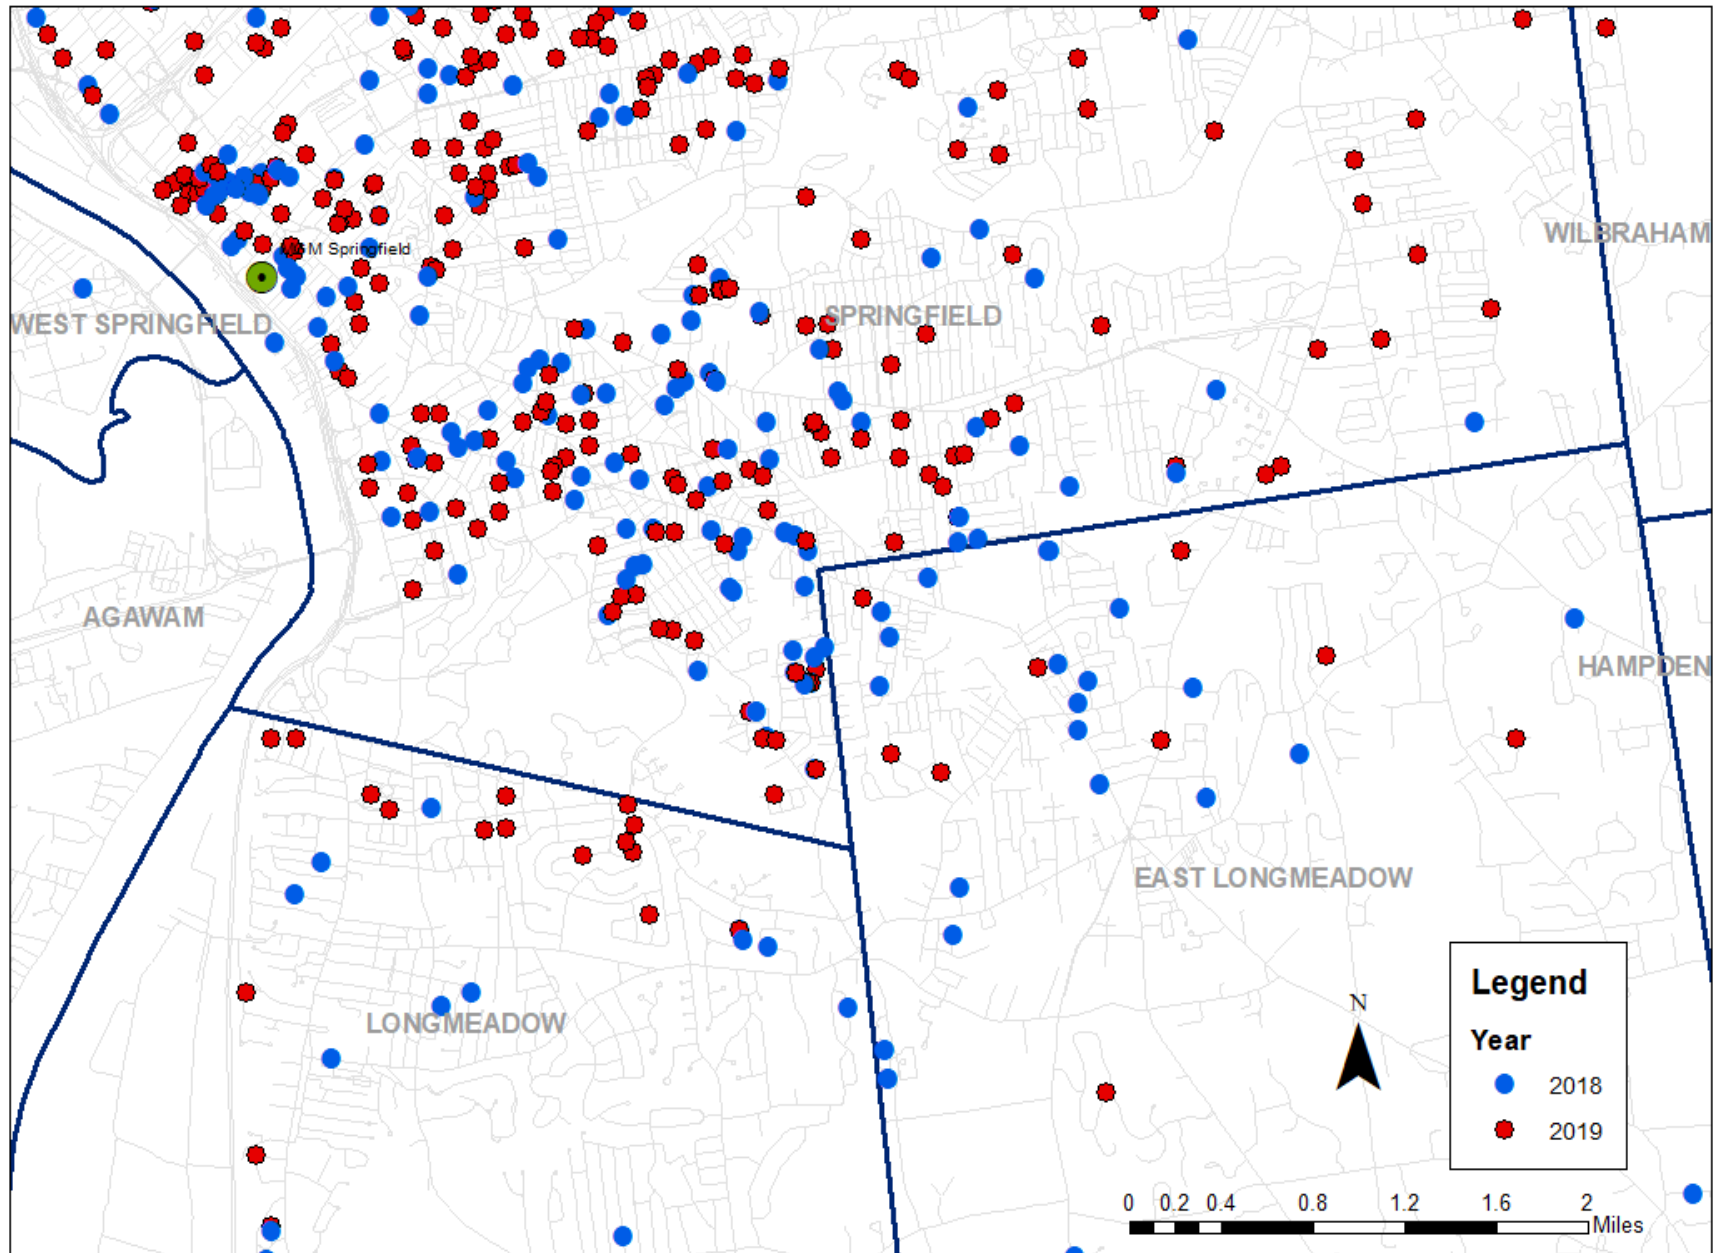 MGM Springfield
WILBRAHAM
WEST SPRINGFIELD
SPRINGFIELD
AGAWAM
HAMPDEN
EAST LONGMEADOW
LONGMEADOW
Legend
Year
2018
2019
N
0 0.2 0.4 0.8 1.2 1.6 2
Miles